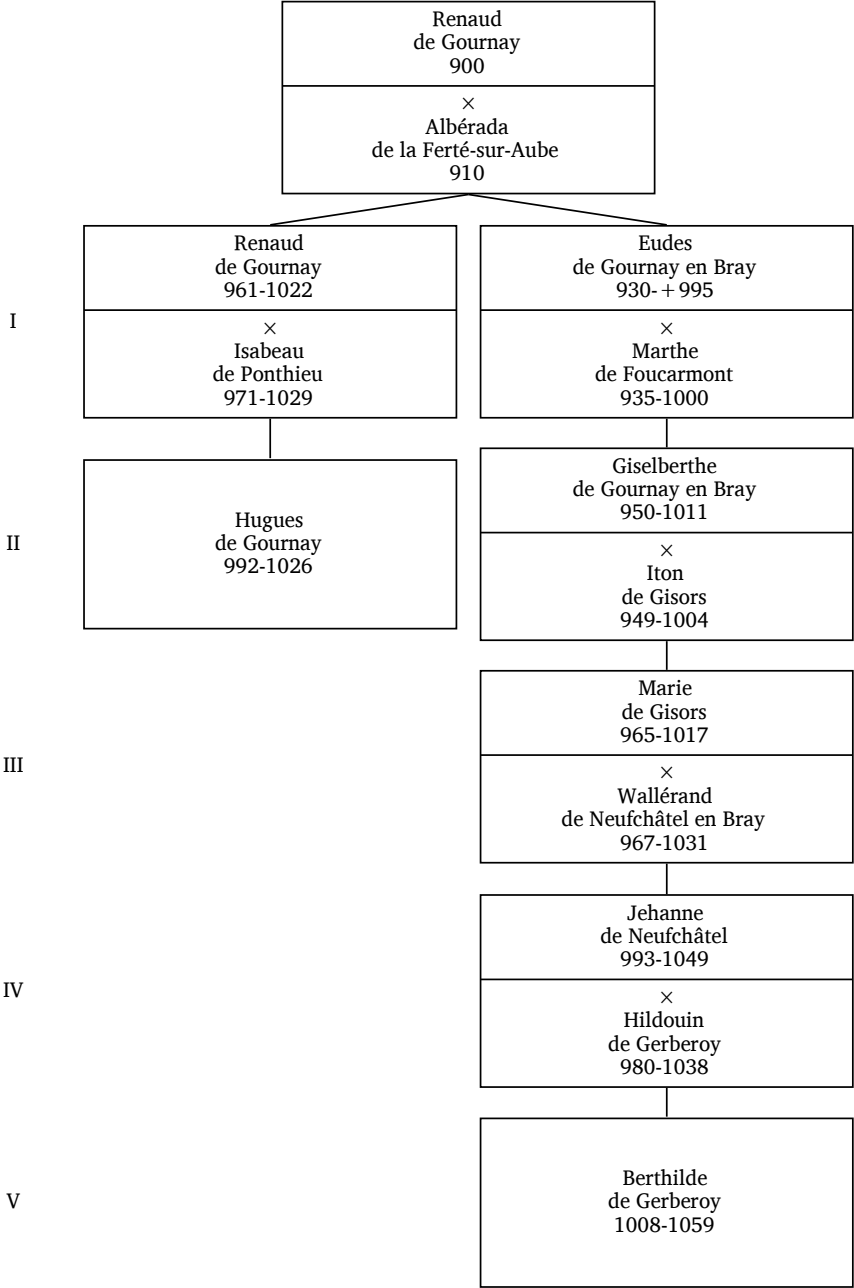 Renaud
de Gournay
900
×
Albérada
de la Ferté-sur-Aube
910
I
Renaud
de Gournay
961-1022
×
Isabeau
de Ponthieu
971-1029
Eudes
de Gournay en Bray
930-+995
×
Marthe
de Foucarmont
935-1000
II
Hugues
de Gournay
992-1026
Giselberthe
de Gournay en Bray
950-1011
×
Iton
de Gisors
949-1004
III
Marie
de Gisors
965-1017
×
Wallérand
de Neufchâtel en Bray
967-1031
IV
Jehanne
de Neufchâtel
993-1049
×
Hildouin
de Gerberoy
980-1038
V
Berthilde
de Gerberoy
1008-1059